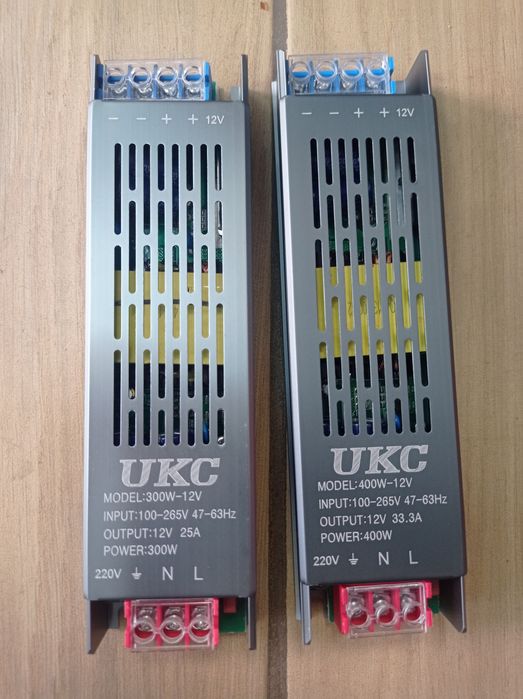 − − + + 12V
UKC
MODEL:300W-12V
INPUT:100-265V 47-63Hz
OUTPUT:12V 25A
POWER:300W
220V ⏚ N L
− − + + 12V
UKC
MODEL:400W-12V
INPUT:100-265V 47-63Hz
OUTPUT:12V 33.3A
POWER:400W
220V ⏚ N L